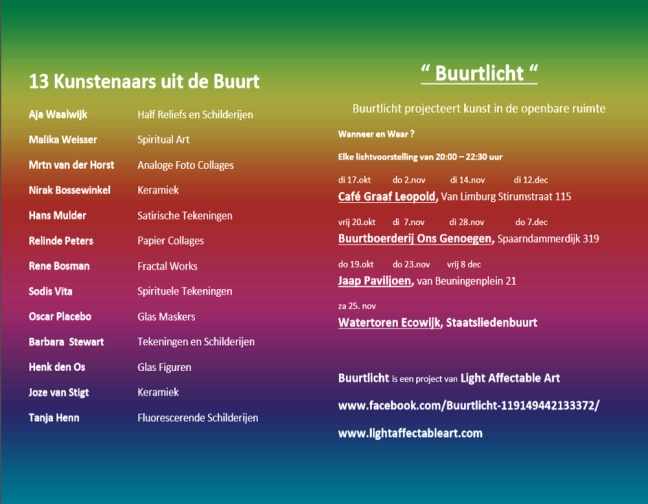 13 Kunstenaars uit de Buurt
Aja Waalwijk Half Reliefs en Schilderijen
Malika Weisser Spiritual Art
Mrtn van der Horst Analoge Foto Collages
Nirak Bossewinkel Keramiek
Hans Mulder Satirische Tekeningen
Relinde Peters Papier Collages
Rene Bosman Fractal Works
Sodis Vita Spirituele Tekeningen
Oscar Placebo Glas Maskers
Barbara Stewart Tekeningen en Schilderijen
Henk den Os Glas Figuren
Joze van Stigt Keramiek
Tanja Henn Fluorescerende Schilderijen
“ Buurtlicht “
Buurtlicht projecteert kunst in de openbare ruimte
Wanneer en Waar ?
Elke lichtvoorstelling van 20:00 – 22:30 uur
di 17.okt do 2.nov di 14.nov di 12.dec
Café Graaf Leopold, Van Limburg Stirumstraat 115
vrij 20.okt di 7.nov di 28.nov do 7.dec
Buurtboerderij Ons Genoegen, Spaarndammerdijk 319
do 19.okt do 23.nov vrij 8 dec
Jaap Paviljoen, van Beuningenplein 21
za 25. nov
Watertoren Ecowijk, Staatsliedenbuurt
Buurtlicht is een project van Light Affectable Art
www.facebook.com/Buurtlicht-119149442133372/
www.lightaffectableart.com